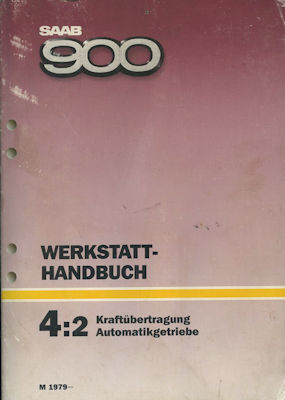 SAAB
900
WERKSTATT-
HANDBUCH
4:2 Kraftübertragung
Automatikgetriebe
M 1979--